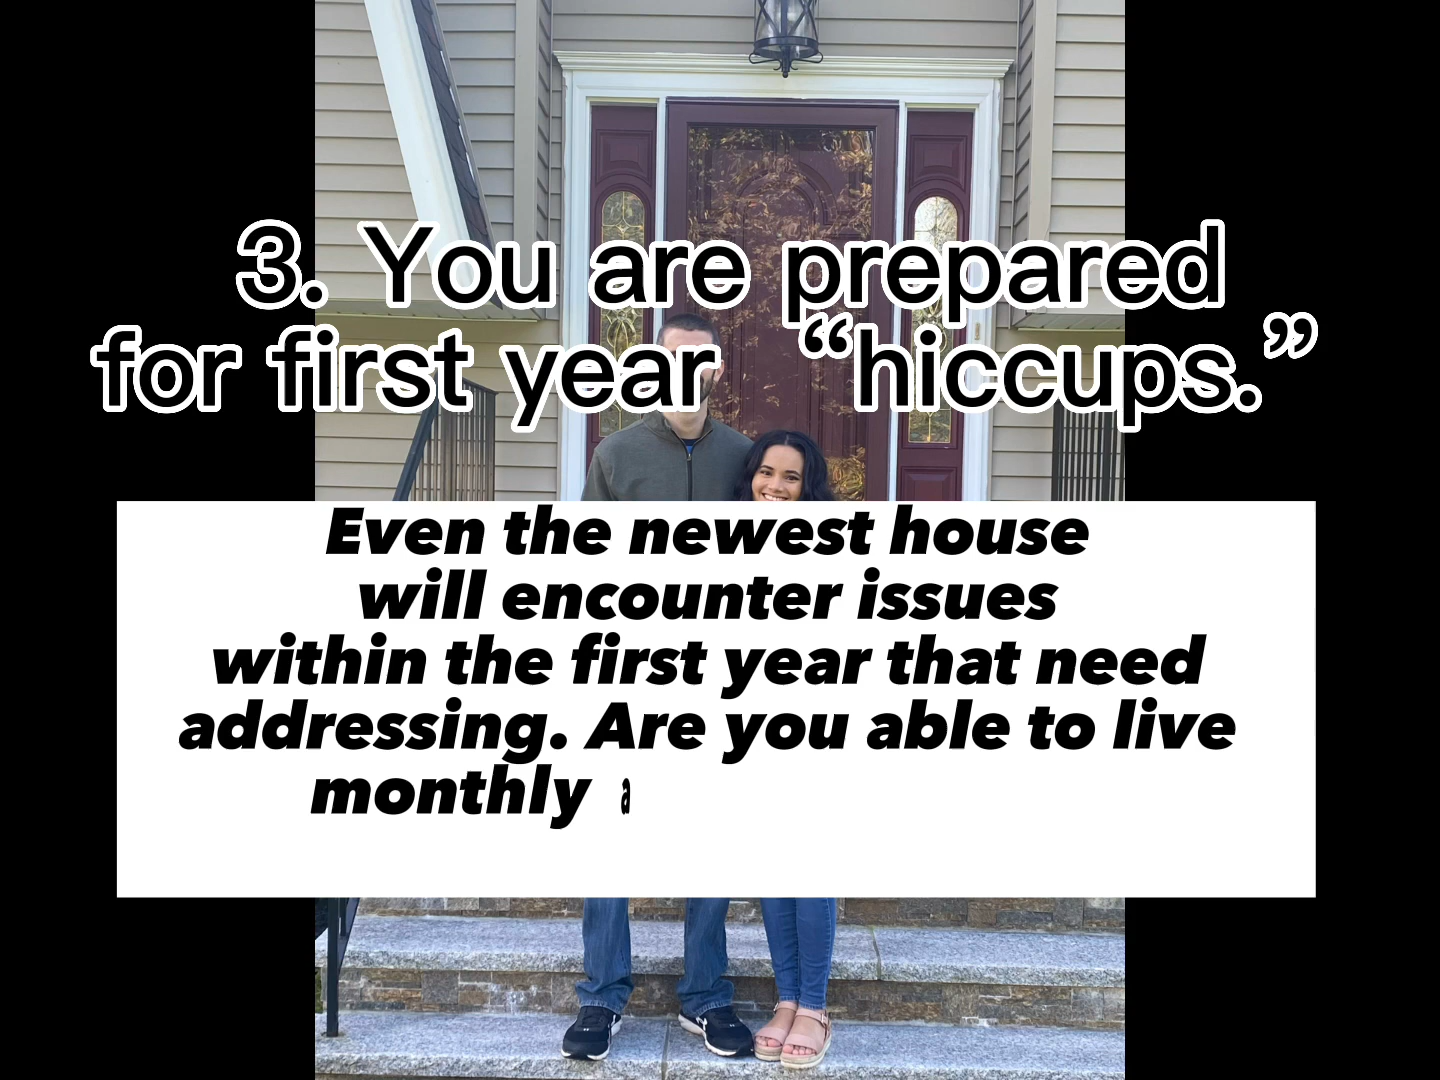 3. You are prepared
for first year “hiccups.”
Even the newest house
will encounter issues
within the first year that need
addressing. Are you able to live
monthly a